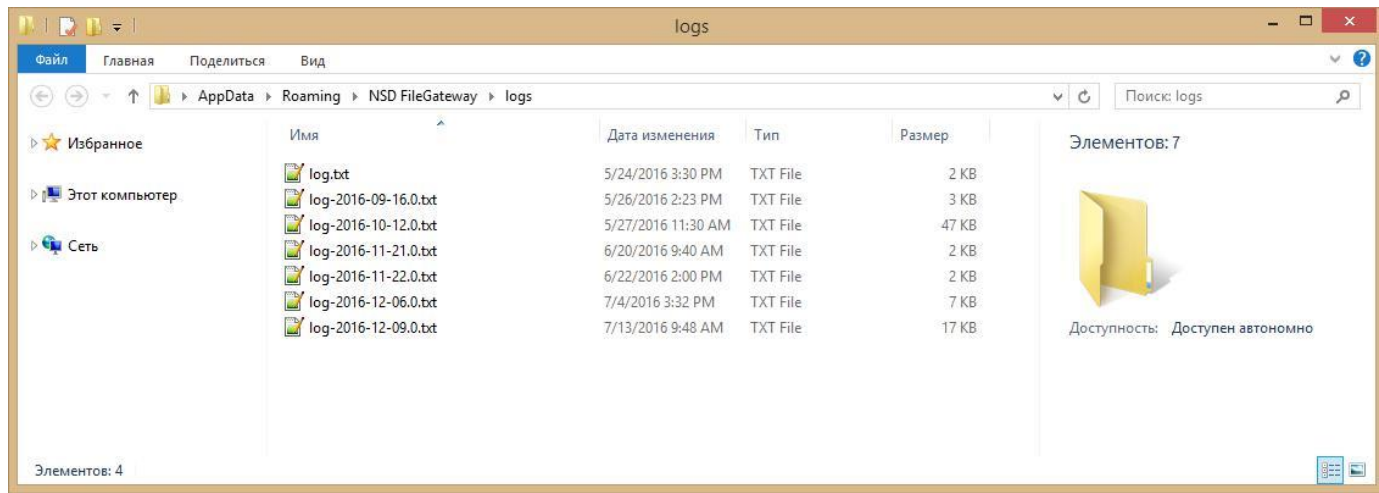 logs
Файл Главная Поделиться Вид
AppData Roaming NSD FileGateway logs Поиск: logs
Избранное
Этот компьютер
Сеть
Имя Дата изменения Тип Размер
log.txt 5/24/2016 3:30 PM TXT File 2 KB
log-2016-09-16.0.txt 5/26/2016 2:23 PM TXT File 3 KB
log-2016-10-12.0.txt 5/27/2016 11:30 AM TXT File 47 KB
log-2016-11-21.0.txt 6/20/2016 9:40 AM TXT File 2 KB
log-2016-11-22.0.txt 6/22/2016 2:00 PM TXT File 2 KB
log-2016-12-06.0.txt 7/4/2016 3:32 PM TXT File 7 KB
log-2016-12-09.0.txt 7/13/2016 9:48 AM TXT File 17 KB
Элементов: 7
Доступность: Доступен автономно
Элементов: 4